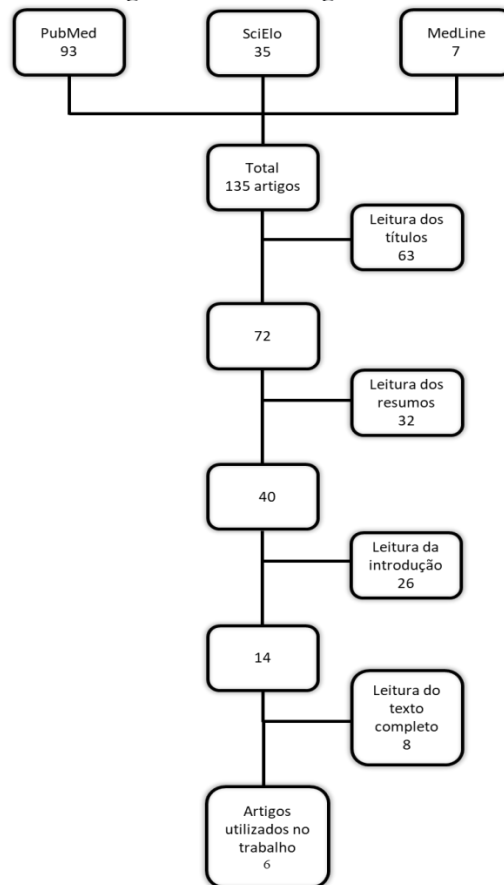 PubMed
93
SciElo
35
MedLine
7
Total
135 artigos
Leitura dos
títulos
63
72
Leitura dos
resumos
32
40
Leitura da
introdução
26
14
Leitura do
texto
completo
8
Artigos
utilizados no
trabalho
6